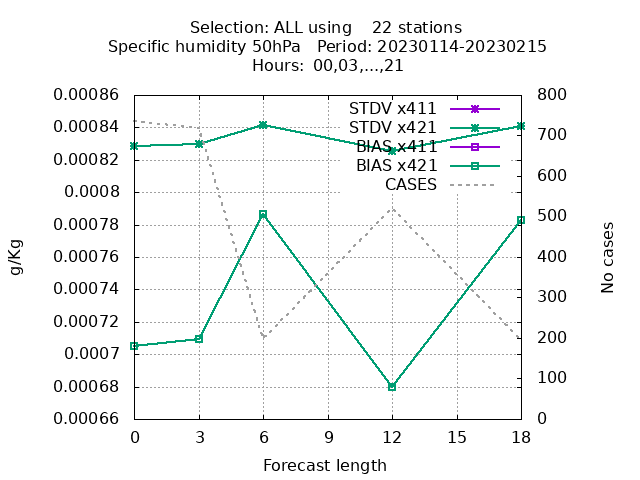 Selection: ALL using    22 stations
Specific humidity 50hPa   Period: 20230114-20230215
Hours:  00,03,...,21
0.00086
0.00084
0.00082
0.0008
0.00078
0.00076
0.00074
0.00072
0.0007
0.00068
0.00066
g/Kg
STDV x411
STDV x421
BIAS x411
BIAS x421
CASES
800
700
600
500
400
300
200
100
0
No cases
0 3 6 9 12 15 18
Forecast length